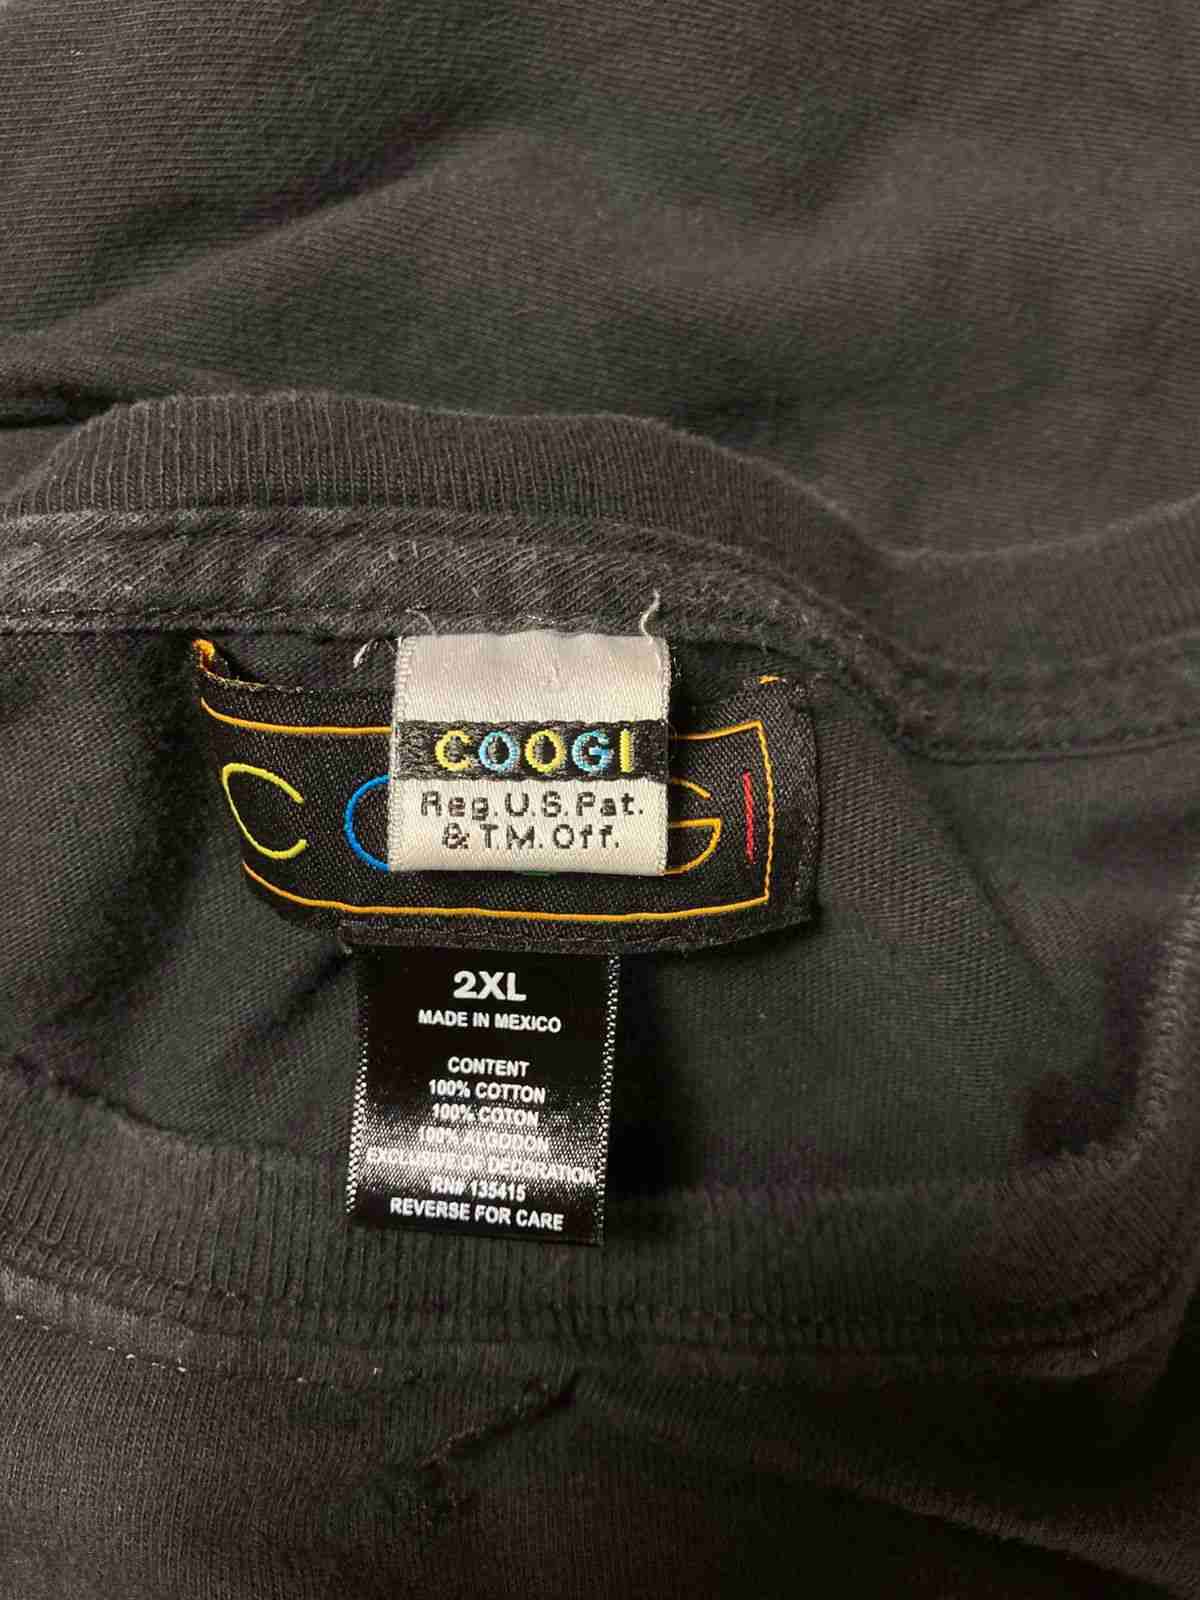 COOGI
Reg. U.S. Pat.
& T.M. Off.
C O G I
2XL
MADE IN MEXICO
CONTENT
100% COTTON
100% COTON
100% ALGODON
EXCLUSIVE OF DECORATION
RN# 135415
REVERSE FOR CARE